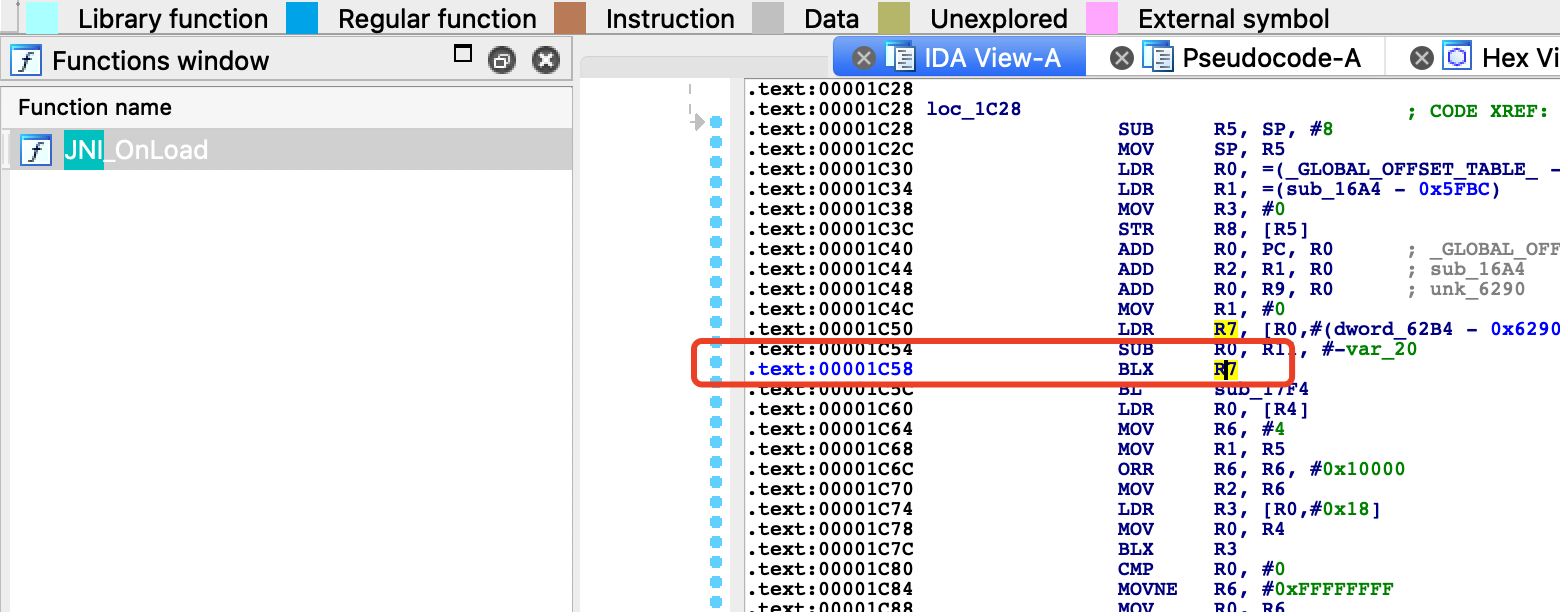 Library function Regular function Instruction Data Unexplored External symbol
Functions window
Function name
JNI_OnLoad
IDA View-A Pseudocode-A Hex Vi
.text:00001C28
.text:00001C28 loc_1C28 ; CODE XREF:
.text:00001C28 SUB R5, SP, #8
.text:00001C2C MOV SP, R5
.text:00001C30 LDR R0, =(_GLOBAL_OFFSET_TABLE_ -
.text:00001C34 LDR R1, =(sub_16A4 - 0x5FBC)
.text:00001C38 MOV R3, #0
.text:00001C3C STR R8, [R5]
.text:00001C40 ADD R0, PC, R0 ; _GLOBAL_OFF
.text:00001C44 ADD R2, R1, R0 ; sub_16A4
.text:00001C48 ADD R0, R9, R0 ; unk_6290
.text:00001C4C MOV R1, #0
.text:00001C50 LDR R7, [R0,#(dword_62B4 - 0x6290
.text:00001C54 SUB R0, R11, #-var_20
.text:00001C58 BLX R7
.text:00001C5C BL sub_17F4
.text:00001C60 LDR R0, [R4]
.text:00001C64 MOV R6, #4
.text:00001C68 MOV R1, R5
.text:00001C6C ORR R6, R6, #0x10000
.text:00001C70 MOV R2, R6
.text:00001C74 LDR R3, [R0,#0x18]
.text:00001C78 MOV R0, R4
.text:00001C7C BLX R3
.text:00001C80 CMP R0, #0
.text:00001C84 MOVNE R6, #0xFFFFFFFF
.text:00001C88 MOV R0, R6